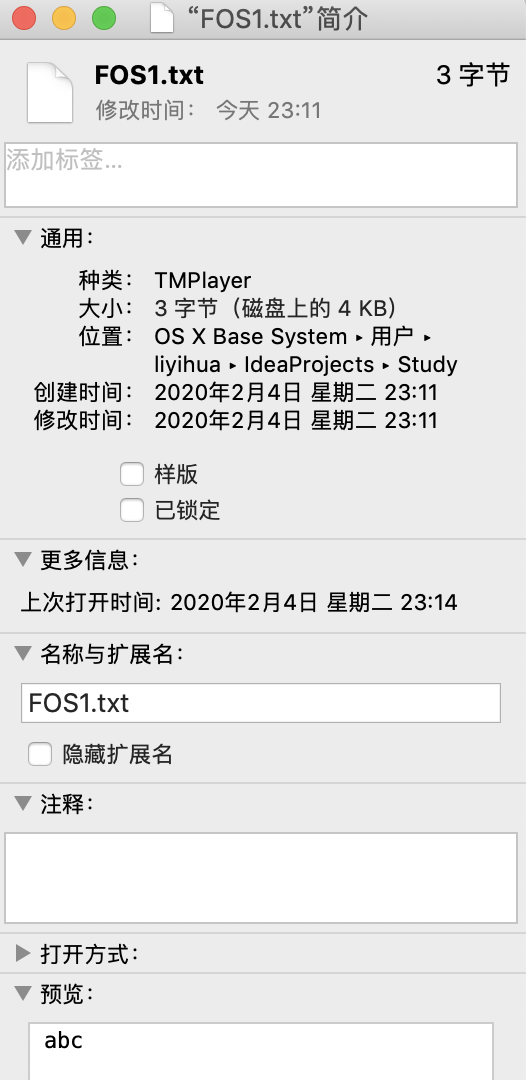 “FOS1.txt”简介
FOS1.txt
3 字节
修改时间： 今天 23:11
添加标签...
通用：
种类： TMPlayer
大小： 3 字节（磁盘上的 4 KB）
位置： OS X Base System ▸ 用户 ▸
liyihua ▸ IdeaProjects ▸ Study
创建时间： 2020年2月4日 星期二 23:11
修改时间： 2020年2月4日 星期二 23:11
样版
已锁定
更多信息：
上次打开时间: 2020年2月4日 星期二 23:14
名称与扩展名：
FOS1.txt
隐藏扩展名
注释：
打开方式：
预览：
abc